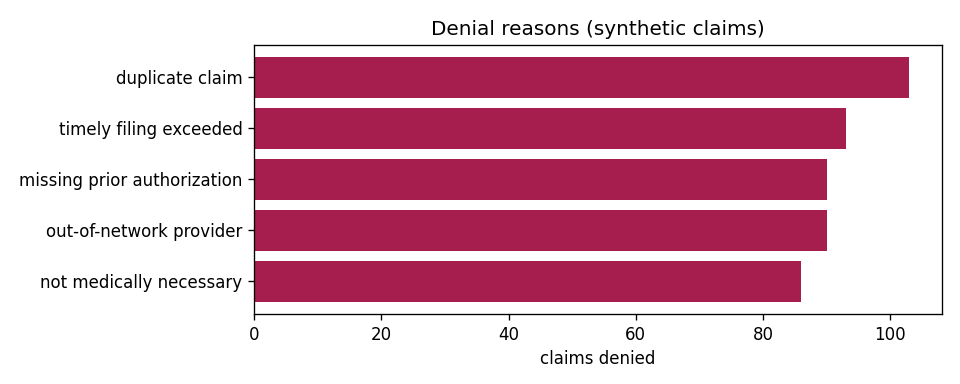 Denial reasons (synthetic claims)
duplicate claim
timely filing exceeded
missing prior authorization
out-of-network provider
not medically necessary
0 20 40 60 80 100
claims denied